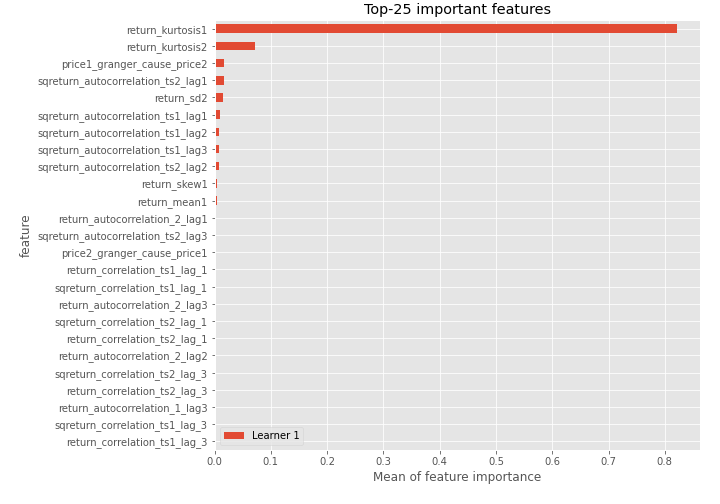 Top-25 important features
return_kurtosis1
return_kurtosis2
price1_granger_cause_price2
sqreturn_autocorrelation_ts2_lag1
return_sd2
sqreturn_autocorrelation_ts1_lag1
sqreturn_autocorrelation_ts1_lag2
sqreturn_autocorrelation_ts1_lag3
sqreturn_autocorrelation_ts2_lag2
return_skew1
return_mean1
return_autocorrelation_2_lag1
sqreturn_autocorrelation_ts2_lag3
price2_granger_cause_price1
return_correlation_ts1_lag_1
sqreturn_correlation_ts1_lag_1
return_autocorrelation_2_lag3
sqreturn_correlation_ts2_lag_1
return_correlation_ts2_lag_1
return_autocorrelation_2_lag2
sqreturn_correlation_ts2_lag_3
return_correlation_ts2_lag_3
return_autocorrelation_1_lag3
sqreturn_correlation_ts1_lag_3
return_correlation_ts1_lag_3
feature
Learner 1
0.0 0.1 0.2 0.3 0.4 0.5 0.6 0.7 0.8
Mean of feature importance